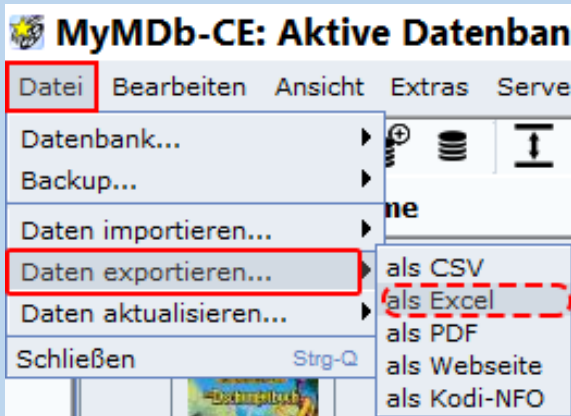 MyMDb-CE: Aktive Datenban
Datei Bearbeiten Ansicht Extras Serve
Datenbank...
Backup...
me
Daten importieren...
Daten exportieren...
als CSV
als Excel
Daten aktualisieren...
als PDF
Schließen Strg-Q
als Webseite
als Kodi-NFO
Dschungelbuch